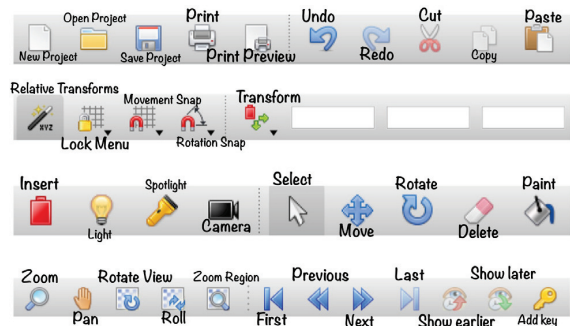 New Project Open Project Save Project Print Print Preview Undo Redo Cut Copy Paste
Relative Transforms Lock Menu Movement Snap Rotation Snap Transform
XYZ
Insert Light Spotlight Camera Select Move Rotate Delete Paint
Zoom Pan Rotate View Roll Zoom Region First Previous Next Last Show earlier Show later Add key